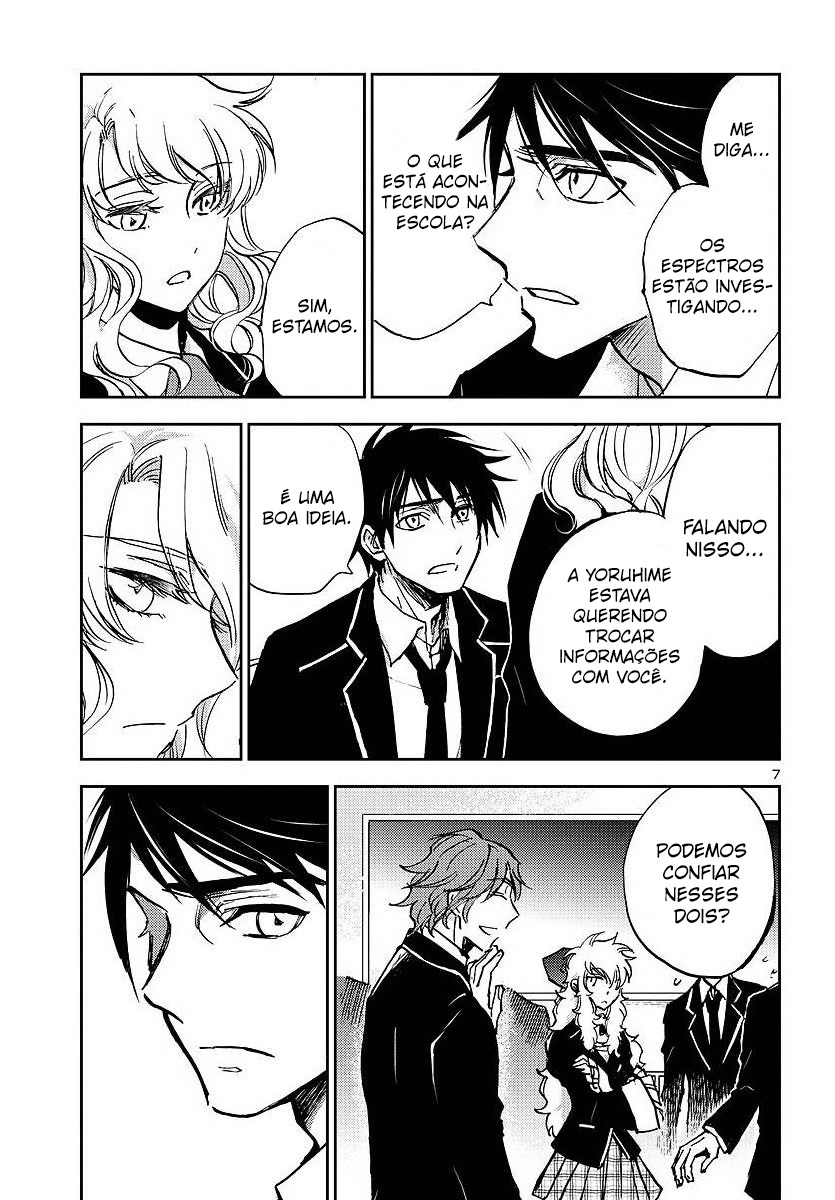 ME
DIGA...
OS
ESPECTROS
ESTÃO INVES-
TIGANDO...
O QUE
ESTÁ ACON-
TECENDO NA
ESCOLA?
SIM,
ESTAMOS.
FALANDO
NISSO...
A YORUHIME
ESTAVA
QUERENDO
TROCAR
INFORMAÇÕES
COM VOCÊ.
É UMA
BOA IDEIA.
7
PODEMOS
CONFIAR
NESSES
DOIS?